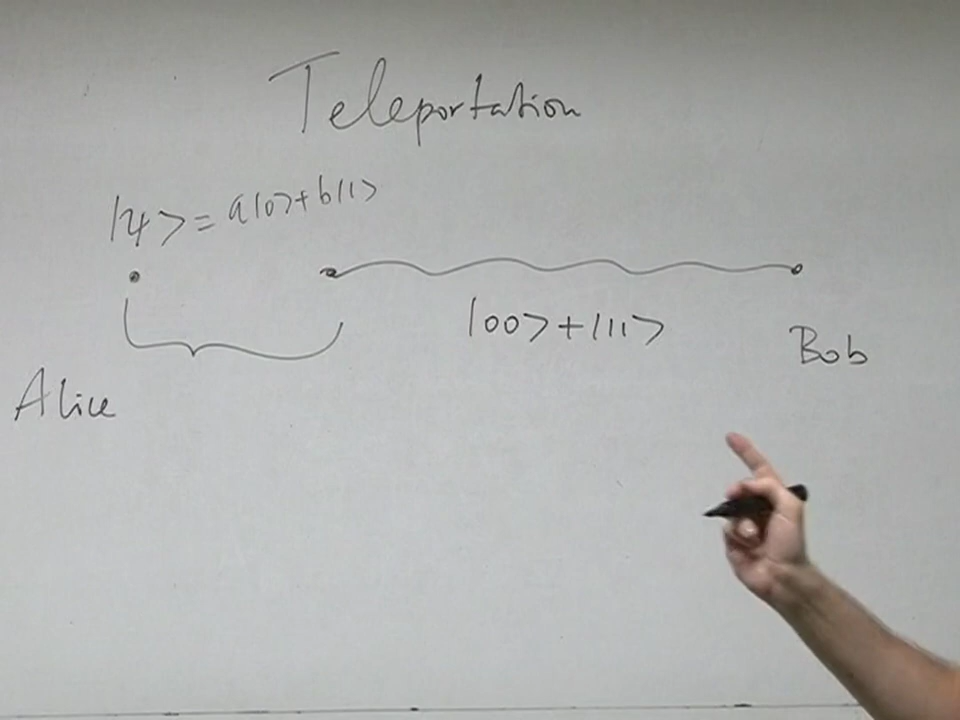 Teleportation
|ψ> = a|0>+b|1>
|00>+|11>
Bob
Alice